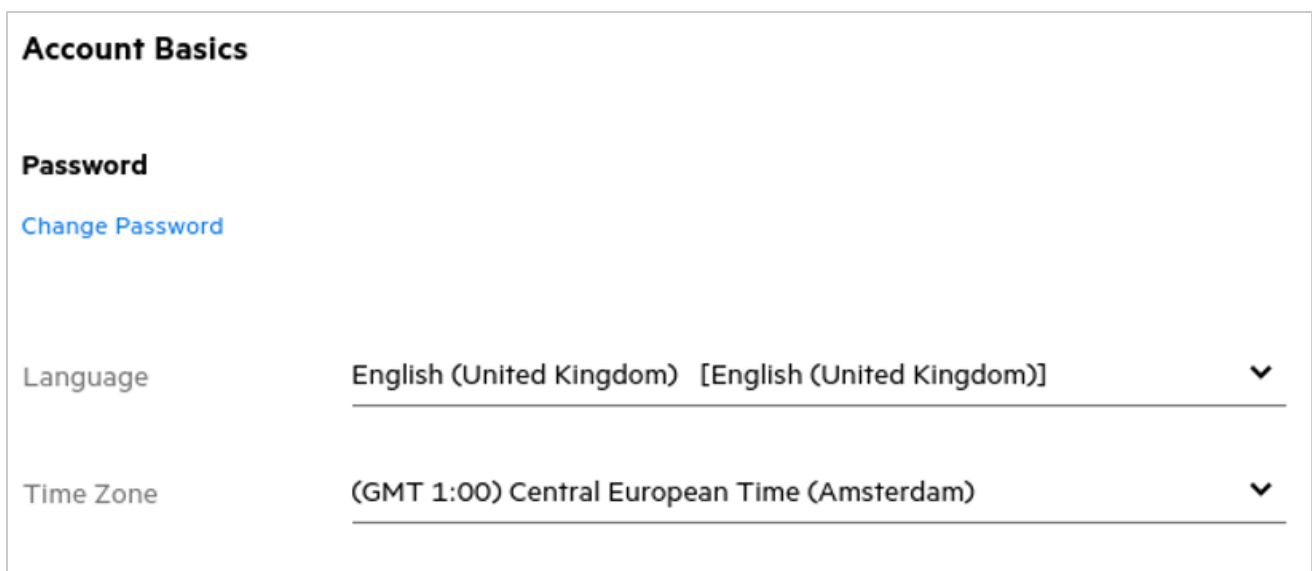 Account Basics
Password
Change Password
Language English (United Kingdom) [English (United Kingdom)]
Time Zone (GMT 1:00) Central European Time (Amsterdam)